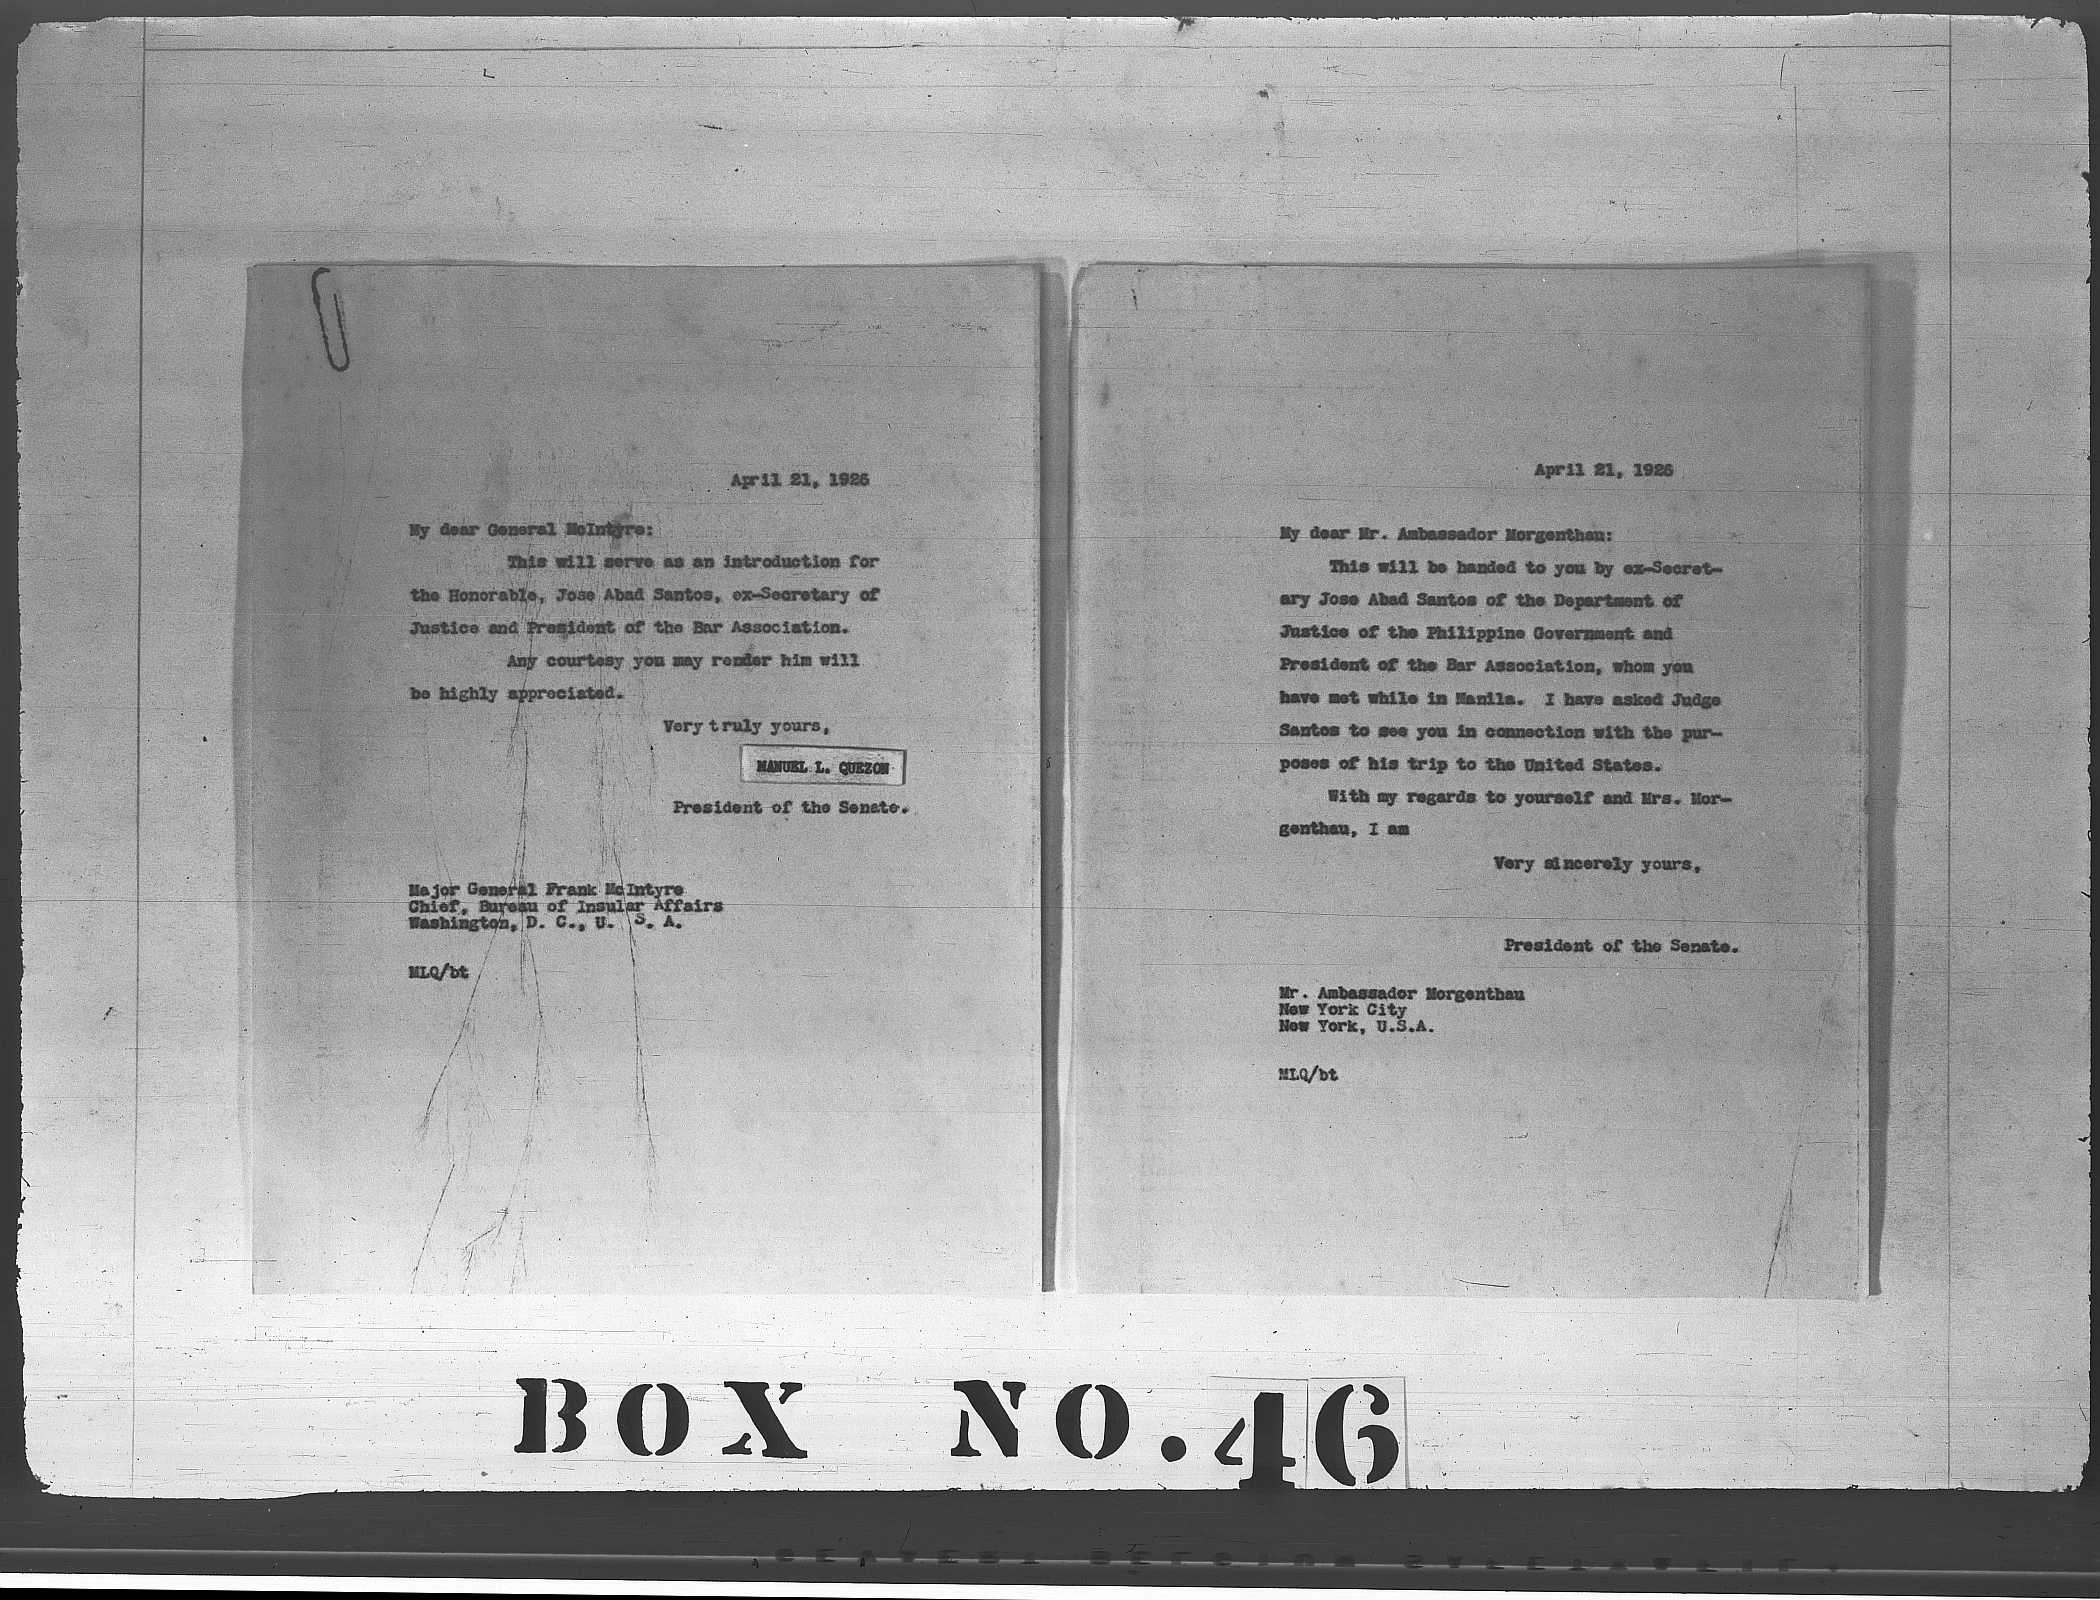 April 21, 1926
My dear General McIntyre:
This will serve as an introduction for
the Honorable, Jose Abad Santos, ex-Secretary of
Justice and President of the Bar Association.
Any courtesy you may render him will
be highly appreciated.
Very truly yours,
MANUEL L. QUEZON
President of the Senate.
Major General Frank McIntyre
Chief, Bureau of Insular Affairs
Washington, D. C., U. S. A.
MLQ/bt
April 21, 1926
My dear Mr. Ambassador Morgenthau:
This will be handed to you by ex-Secret-
ary Jose Abad Santos of the Department of
Justice of the Philippine Government and
President of the Bar Association, whom you
have met while in Manila. I have asked Judge
Santos to see you in connection with the pur-
poses of his trip to the United States.
With my regards to yourself and Mrs. Mor-
genthau, I am
Very sincerely yours,
President of the Senate.
Mr. Ambassador Morgenthau
New York City
New York, U.S.A.
MLQ/bt
BOX NO. 46